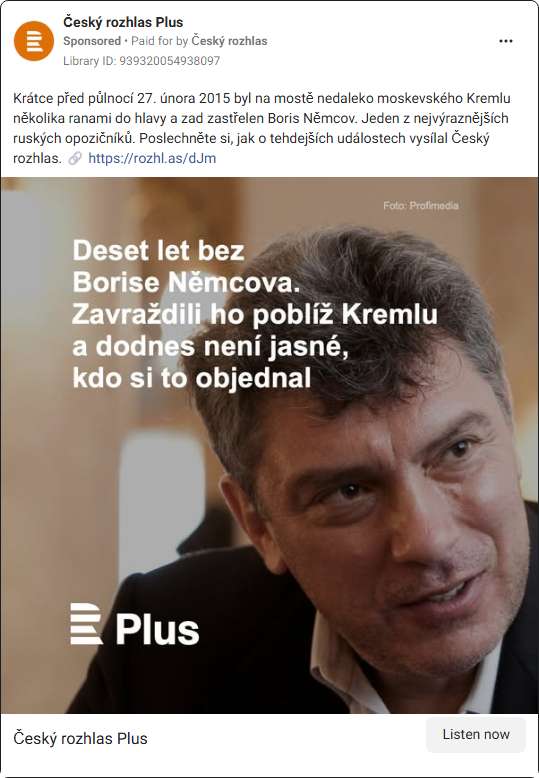 Český rozhlas Plus
Sponsored • Paid for by Český rozhlas
Library ID: 939320054938097
Krátce před půlnocí 27. února 2015 byl na mostě nedaleko moskevského Kremlu
několika ranami do hlavy a zad zastřelen Boris Němcov. Jeden z nejvýraznějších
ruských opozičníků. Poslechněte si, jak o tehdejších událostech vysílal Český
rozhlas. 🔗 https://rozhl.as/dJm
Foto: Profimedia
Deset let bez
Borise Němcova.
Zavraždili ho poblíž Kremlu
a dodnes není jasné,
kdo si to objednal
Plus
Český rozhlas Plus
Listen now